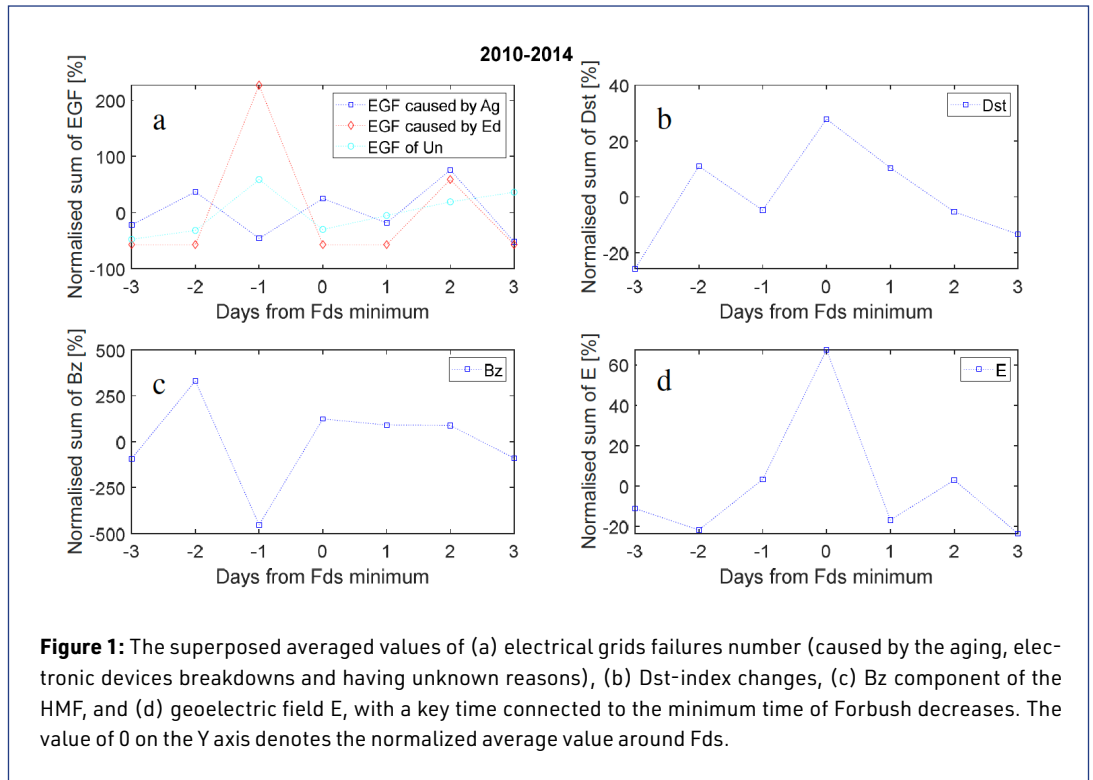 2010-2014
Normalised sum of EGF [%]
200
100
0
-100
a
EGF caused by Ag
EGF caused by Ed
EGF of Un
-3 -2 -1 0 1 2 3
Days from Fds minimum
Normalised sum of Dst [%]
40
20
0
-20
b
Dst
-3 -2 -1 0 1 2 3
Days from Fds minimum
Normalised sum of Bz [%]
500
250
0
-250
-500
c
Bz
-3 -2 -1 0 1 2 3
Days from Fds minimum
Normalised sum of E [%]
60
40
20
0
-20
d
E
-3 -2 -1 0 1 2 3
Days from Fds minimum
Figure 1: The superposed averaged values of (a) electrical grids failures number (caused by the aging, elec-
tronic devices breakdowns and having unknown reasons), (b) Dst-index changes, (c) Bz component of the
HMF, and (d) geoelectric field E, with a key time connected to the minimum time of Forbush decreases. The
value of 0 on the Y axis denotes the normalized average value around Fds.